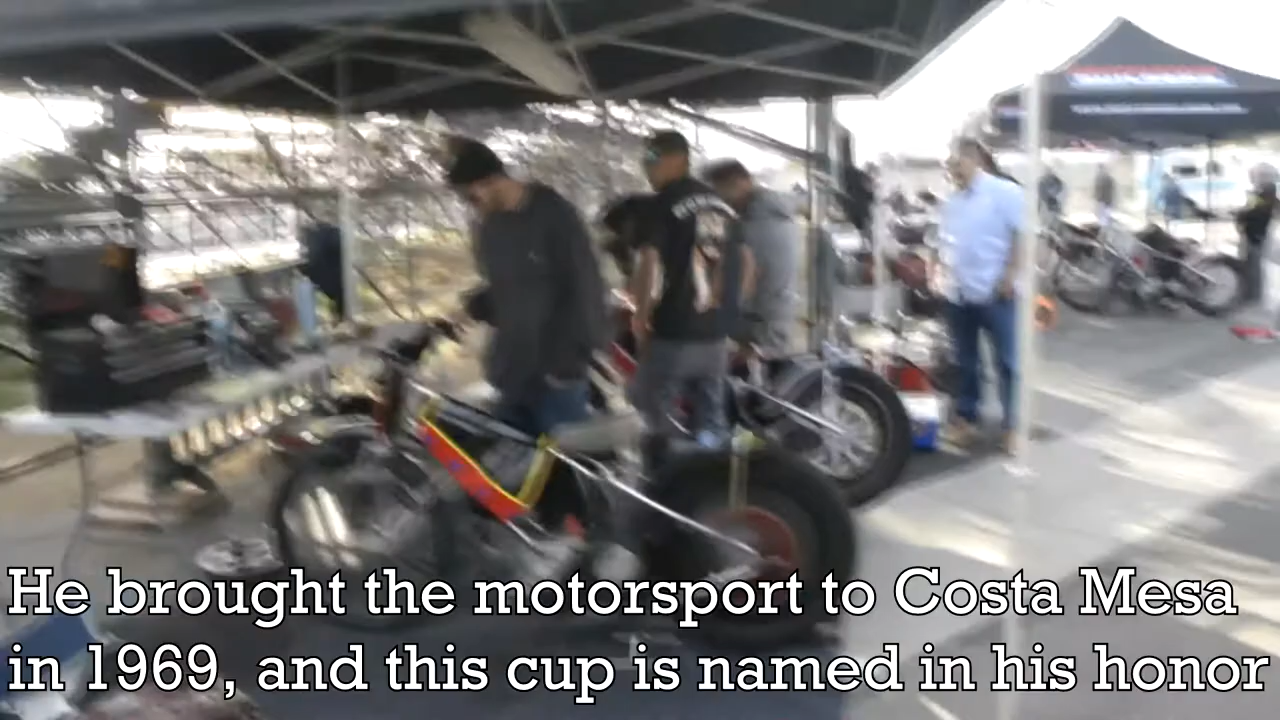 He brought the motorsport to Costa Mesa
in 1969, and this cup is named in his honor